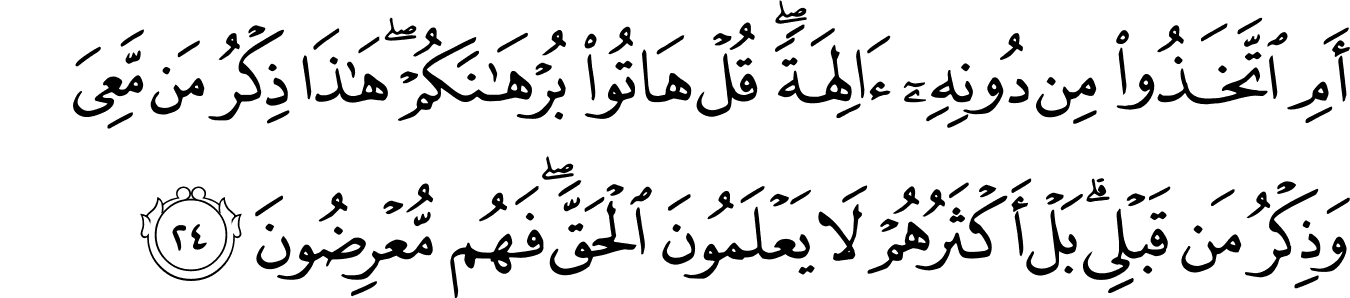 أَمِ ٱتَّخَذُوا۟ مِن دُونِهِۦٓ ءَالِهَةًۖ قُلْ هَاتُوا۟ بُرْهَـٰنَكُمْۖ هَـٰذَا ذِكْرُ مَن مَّعِىَ
وَذِكْرُ مَن قَبْلِىۗ بَلْ أَكْثَرُهُمْ لَا يَعْلَمُونَ ٱلْحَقَّۖ فَهُم مُّعْرِضُونَ ٢٤